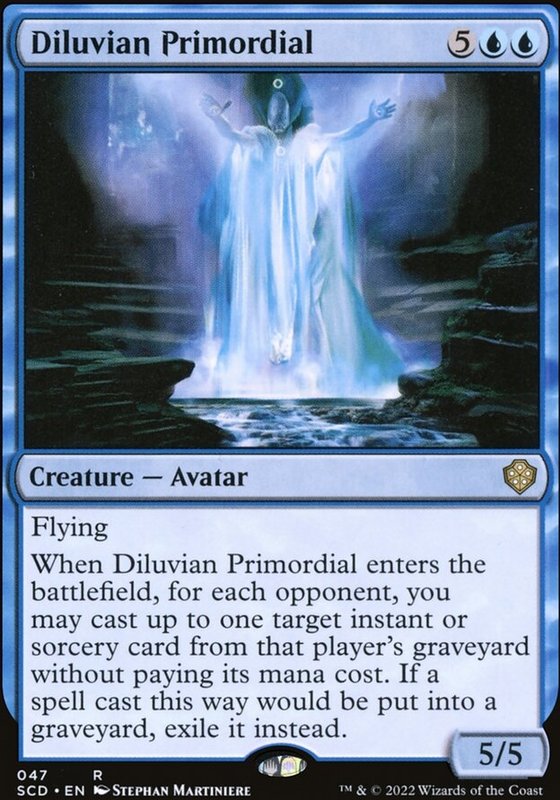 Diluvian Primordial 5
Creature — Avatar
Flying
When Diluvian Primordial enters the
battlefield, for each opponent, you
may cast up to one target instant or
sorcery card from that player's graveyard
without paying its mana cost. If a
spell cast this way would be put into a
graveyard, exile it instead.
5/5
047 R
SCD • EN Stephan Martiniere
™ & © 2022 Wizards of the Coast